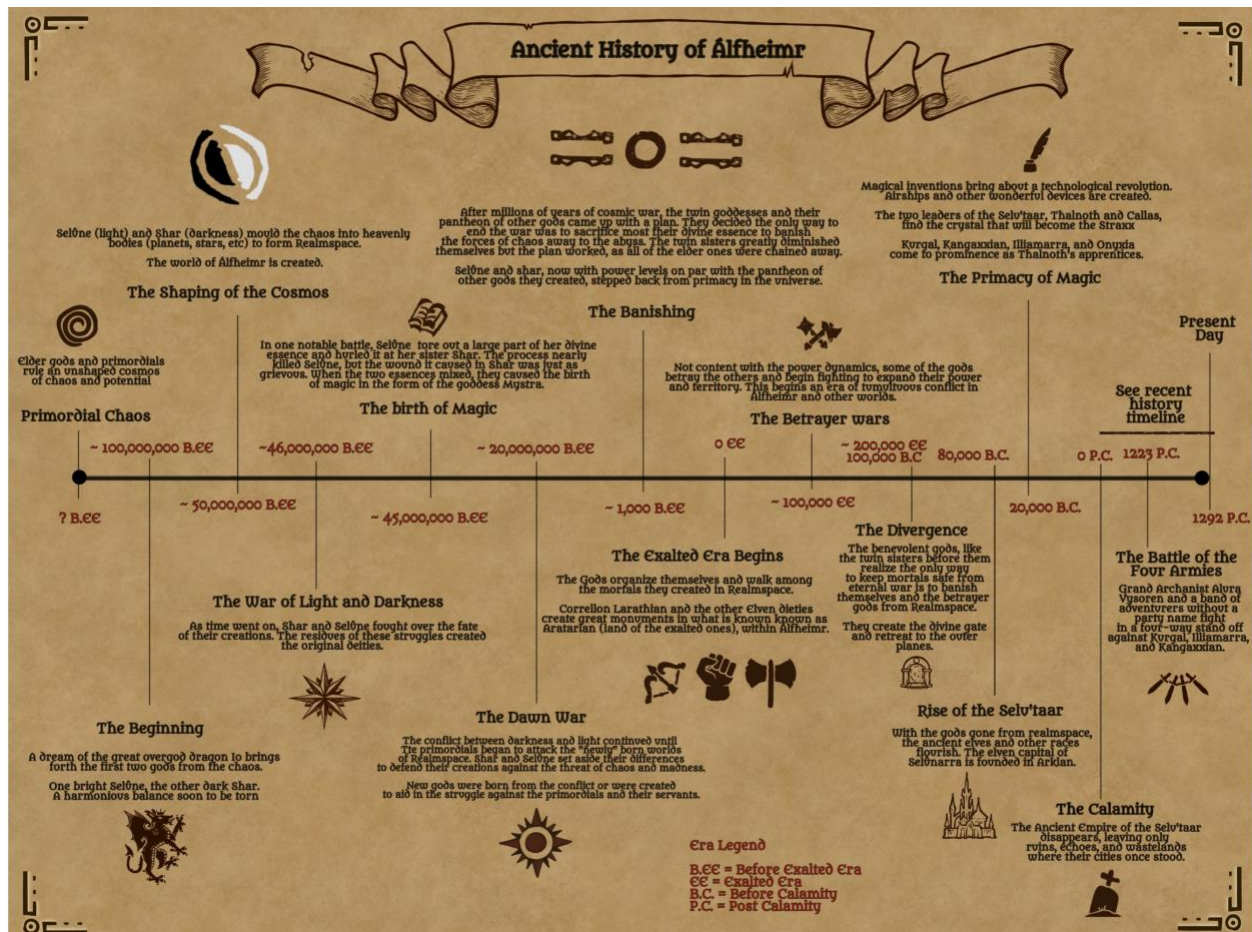 Ancient History of Álfheimr
Selûne (light) and Shar (darkness) mould the chaos into heavenly
bodies (planets, stars, etc) to form Realmspace.
The world of Álfheimr is created.
The Shaping of the Cosmos
After millions of years of cosmic war, the twin goddesses and their
pantheon of other gods came up with a plan. They decided the only way to
end the war was to sacrifice most their divine essence to banish
the forces of chaos away to the abyss. The twin sisters greatly diminished
themselves but the plan worked, as all of the elder ones were chained away.
Selûne and shar, now with power levels on par with the pantheon of
other gods they created, stepped back from primacy in the universe.
The Banishing
Magical inventions bring about a technological revolution.
Airships and other wonderful devices are created.
The two leaders of the Selv'taar, Thalnoth and Callas,
find the crystal that will become the Straxx
Kurgal, Kangaxxian, Illiamarra, and Onyxia
come to prominence as Thalnoth's apprentices.
The Primacy of Magic
Elder gods and primordials
rule an unshaped cosmos
of chaos and potential
Primordial Chaos
In one notable battle, Selûne tore out a large part of her divine
essence and hurled it at her sister Shar. The process nearly
killed Selûne, but the wound it caused in Shar was just as
grievous. When the two essences mixed, they caused the birth
of magic in the form of the goddess Mystra.
The birth of Magic
Not content with the power dynamics, some of the gods
betray the others and begin fighting to expand their power
and territory. This begins an era of tumultuous conflict in
Álfheimr and other worlds.
The Betrayer wars
Present
Day
See recent
history
timeline
~ 100,000,000 B.EE
~46,000,000 B.EE
~ 20,000,000 B.EE
0 EE
~ 200,000 EE
100,000 B.C
80,000 B.C.
0 P.C.
1223 P.C.
? B.EE
~ 50,000,000 B.EE
~ 45,000,000 B.EE
~ 1,000 B.EE
~ 100,000 EE
20,000 B.C.
1292 P.C.
The Beginning
A dream of the great overgod dragon Io brings
forth the first two gods from the chaos.
One bright Selûne, the other dark Shar.
A harmonious balance soon to be torn
The War of Light and Darkness
As time went on, Shar and Selûne fought over the fate
of their creations. The residues of these struggles created
the original deities.
The Dawn War
The conflict between darkness and light continued until
Tte primordials began to attack the "newly" born worlds
of Realmspace. Shar and Selûne set aside their differences
to defend their creations against the threat of chaos and madness.
New gods were born from the conflict or were created
to aid in the struggle against the primordials and their servants.
The Exalted Era Begins
The Gods organize themselves and walk among
the mortals they created in Realmspace.
Correllon Larathian and the other Elven dieties
create great monuments in what is known known as
Aratarian (land of the exalted ones), within Alfheimr.
The Divergence
The benevolent gods, like
the twin sisters before them
realize the only way
to keep mortals safe from
eternal war is to banish
themselves and the betrayer
gods from Realmspace.
They create the divine gate
and retreat to the outer
planes.
Rise of the Selv'taar
With the gods gone from realmspace,
the ancient elves and other races
flourish. The elven capital of
Selûnarra is founded in Arkian.
The Calamity
The Ancient Empire of the Selv'taar
disappears, leaving only
ruins, echoes, and wastelands
where their cities once stood.
The Battle of the
Four Armies
Grand Archanist Alura
Vysoren and a band of
adventurers without a
party name fight
in a four-way stand off
against Kurgal, Illiamarra,
and Kangaxxian.
Era Legend
B.EE = Before Exalted Era
EE = Exalted Era
B.C. = Before Calamity
P.C. = Post Calamity